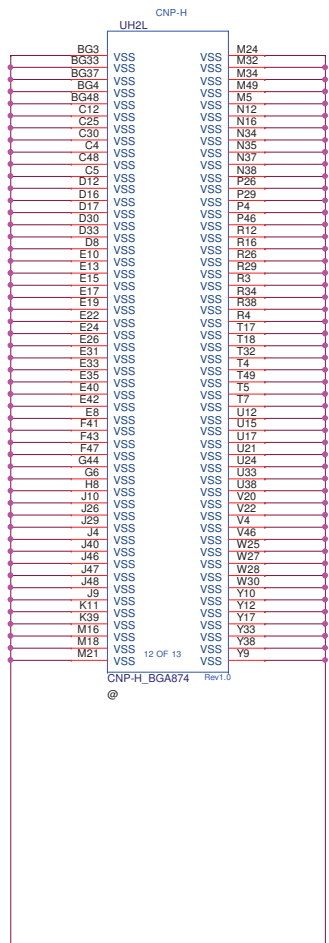 CNP-H
UH2L
BG3 VSS VSS M24
BG33 VSS VSS M32
BG37 VSS VSS M34
BG4 VSS VSS M49
BG48 VSS VSS M5
C12 VSS VSS N12
C25 VSS VSS N16
C30 VSS VSS N34
C4 VSS VSS N35
C48 VSS VSS N37
C5 VSS VSS N38
D12 VSS VSS P26
D16 VSS VSS P29
D17 VSS VSS P4
D30 VSS VSS P46
D33 VSS VSS R12
D8 VSS VSS R16
E10 VSS VSS R26
E13 VSS VSS R29
E15 VSS VSS R3
E17 VSS VSS R34
E19 VSS VSS R38
E22 VSS VSS R4
E24 VSS VSS T17
E26 VSS VSS T18
E31 VSS VSS T32
E33 VSS VSS T4
E35 VSS VSS T49
E40 VSS VSS T5
E42 VSS VSS T7
E8 VSS VSS U12
F41 VSS VSS U15
F43 VSS VSS U17
F47 VSS VSS U21
G44 VSS VSS U24
G6 VSS VSS U33
H8 VSS VSS U38
J10 VSS VSS V20
J26 VSS VSS V22
J29 VSS VSS V4
J4 VSS VSS V46
J40 VSS VSS W25
J46 VSS VSS W27
J47 VSS VSS W28
J48 VSS VSS W30
J9 VSS VSS Y10
K11 VSS VSS Y12
K39 VSS VSS Y17
M16 VSS VSS Y33
M18 VSS VSS Y38
M21 VSS 12 OF 13 VSS Y9
CNP-H_BGA874 Rev1.0
@